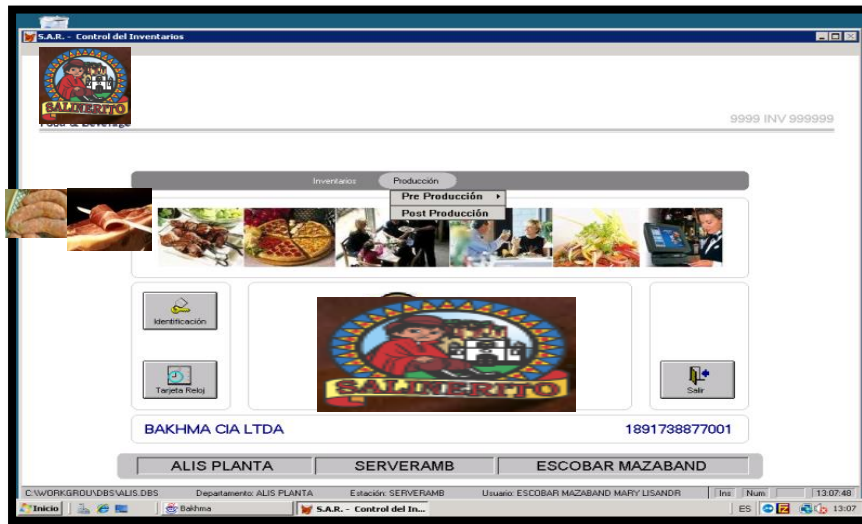 S.A.R. - Control del Inventarios
SALINERITO
Food & Beverage
9999 INV 999999
Inventarios Producción
Pre Producción
Post Producción
Identificación
Tarjeta Reloj
SALINERITO
Salir
BAKHMA CIA LTDA 1891738877001
ALIS PLANTA SERVERAMB ESCOBAR MAZABAND
C:\WORKGROU\DBS\ALIS.DBS Departamento: ALIS PLANTA Estación: SERVERAMB Usuario: ESCOBAR MAZABAND MARY LISANDR Ins Num 13:07:48
Inicio Bakhma S.A.R. - Control del In... ES 13:07